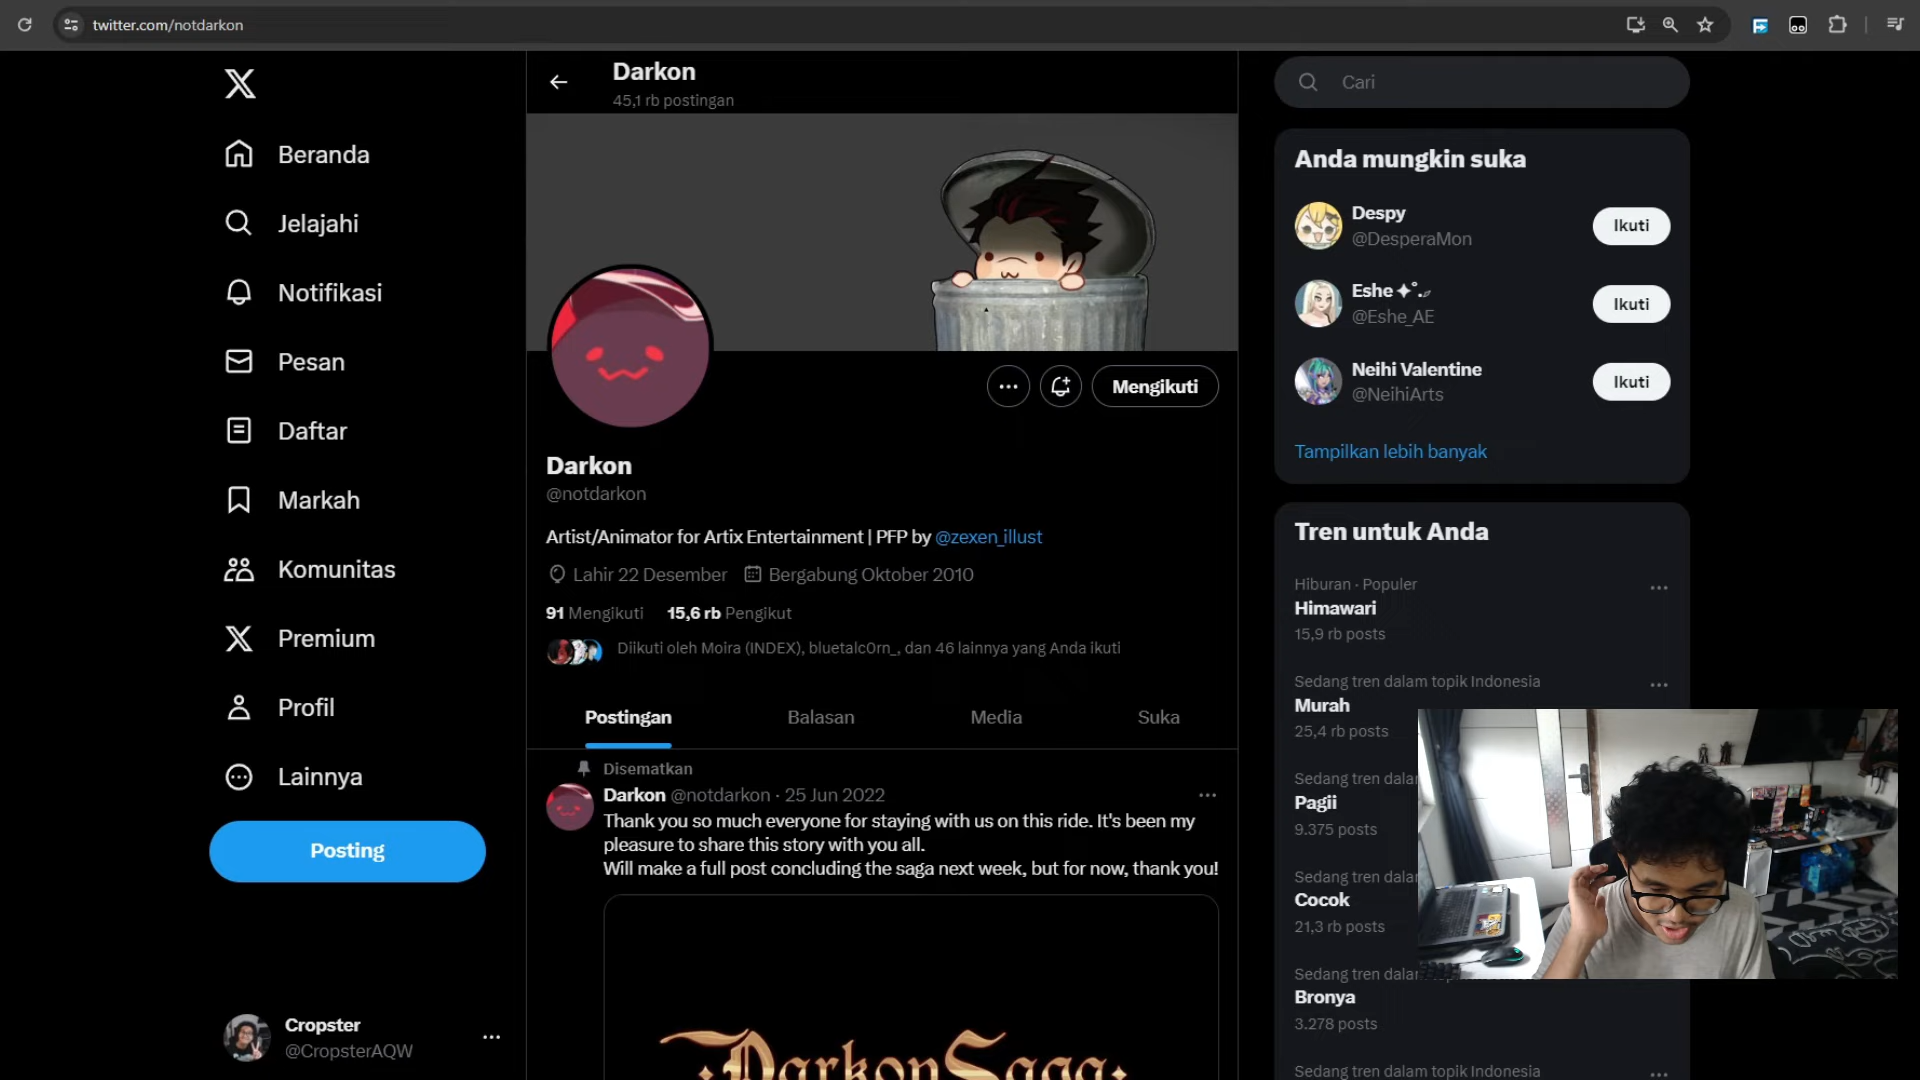 twitter.com/notdarkon
Beranda
Jelajahi
Notifikasi
Pesan
Daftar
Markah
Komunitas
Premium
Profil
Lainnya
Posting
Cropster
@CropsterAQW
Darkon
45,1 rb postingan
Mengikuti
Darkon
@notdarkon
Artist/Animator for Artix Entertainment | PFP by @zexen_illust
Lahir 22 Desember Bergabung Oktober 2010
91 Mengikuti 15,6 rb Pengikut
Diikuti oleh Moira (INDEX), bluetalc0rn_, dan 46 lainnya yang Anda ikuti
Postingan Balasan Media Suka
Disematkan
Darkon @notdarkon · 25 Jun 2022
Thank you so much everyone for staying with us on this ride. It's been my
pleasure to share this story with you all.
Will make a full post concluding the saga next week, but for now, thank you!
DarkonSaga
Cari
Anda mungkin suka
Despy
@DesperaMon
Ikuti
Eshe
@Eshe_AE
Ikuti
Neihi Valentine
@NeihiArts
Ikuti
Tampilkan lebih banyak
Tren untuk Anda
Hiburan · Populer
Himawari
15,9 rb posts
Sedang tren dalam topik Indonesia
Murah
25,4 rb posts
Sedang tren dalam
Pagii
9.375 posts
Sedang tren dalam
Cocok
21,3 rb posts
Sedang tren dalam
Bronya
3.278 posts
Sedang tren dalam topik Indonesia